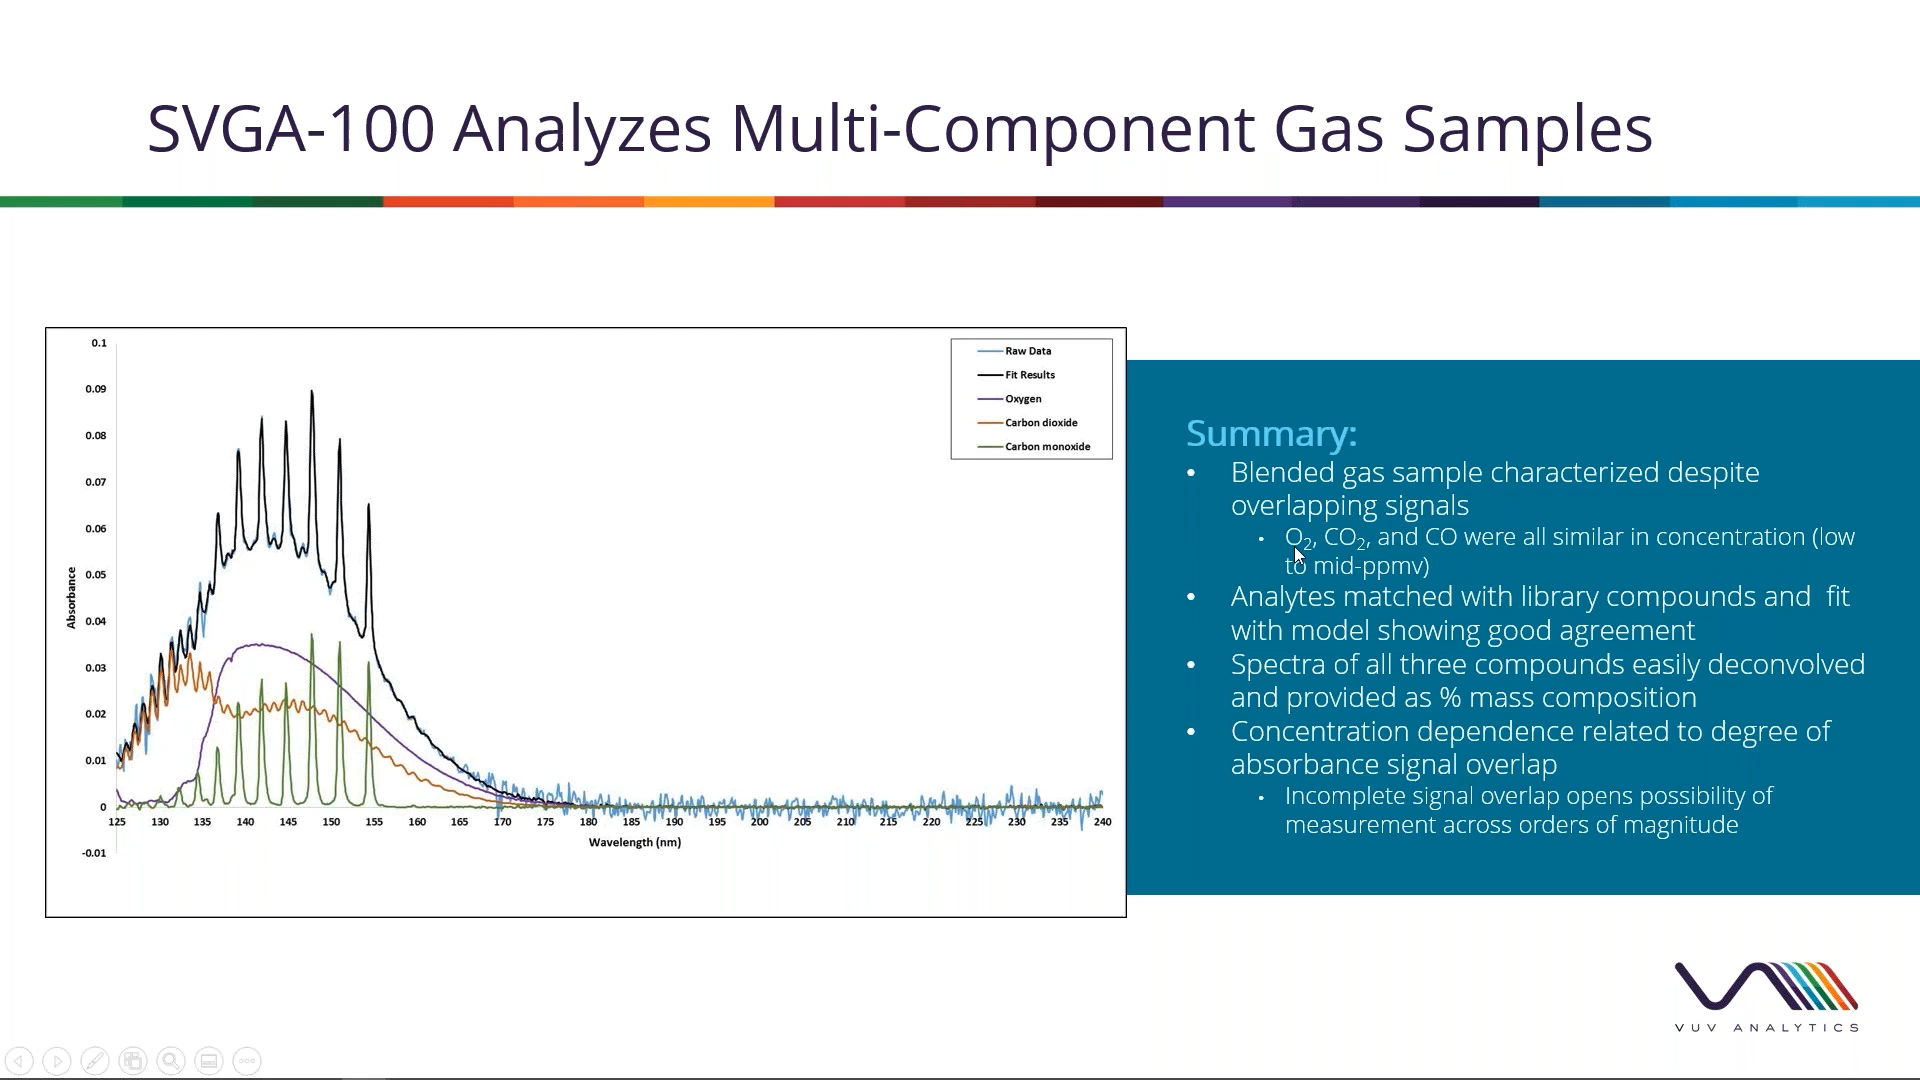 SVGA-100 Analyzes Multi-Component Gas Samples
0.1
0.09
0.08
0.07
0.06
0.05
0.04
0.03
0.02
0.01
0
-0.01
Absorbance
125 130 135 140 145 150 155 160 165 170 175 180 185 190 195 200 205 210 215 220 225 230 235 240
Wavelength (nm)
Raw Data
Fit Results
Oxygen
Carbon dioxide
Carbon monoxide
Summary:
• Blended gas sample characterized despite
overlapping signals
• O₂, CO₂, and CO were all similar in concentration (low
to mid-ppmv)
• Analytes matched with library compounds and fit
with model showing good agreement
• Spectra of all three compounds easily deconvolved
and provided as % mass composition
• Concentration dependence related to degree of
absorbance signal overlap
• Incomplete signal overlap opens possibility of
measurement across orders of magnitude
VUV ANALYTICS